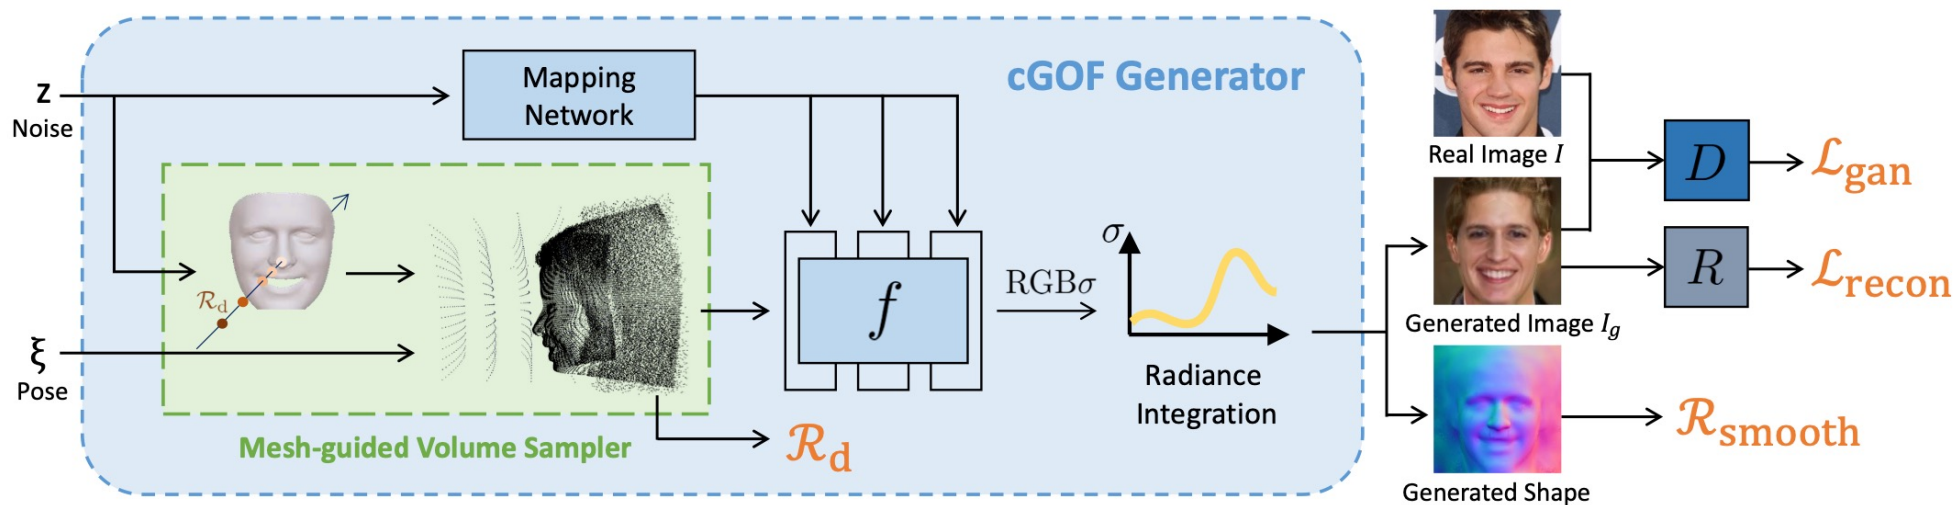 z
Noise
Mapping
Network
cGOF Generator
ℛd
ξ
Pose
Mesh-guided Volume Sampler
ℛd
f
RGBσ
σ
Radiance
Integration
Real Image I
D
ℒgan
Generated Image Ig
R
ℒrecon
Generated Shape
ℛsmooth